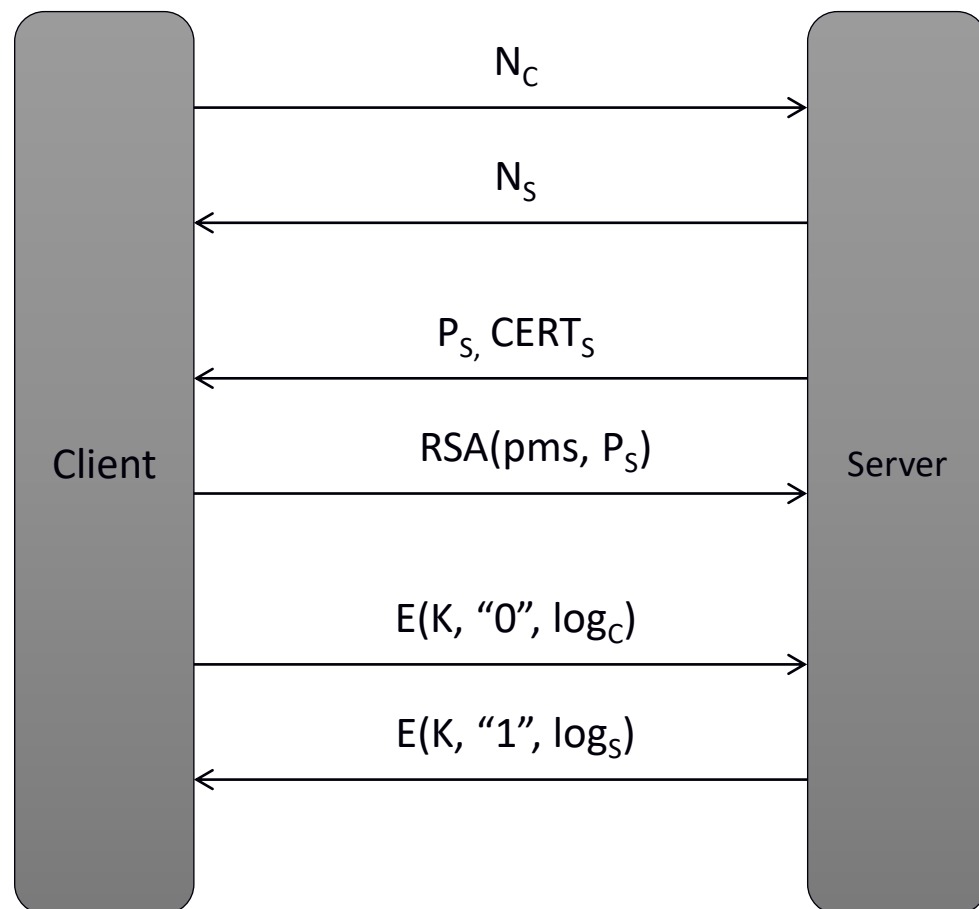 N_C
N_S
P_S, CERT_S
RSA(pms, P_S)
Client
Server
E(K, “0”, log_C)
E(K, “1”, log_S)